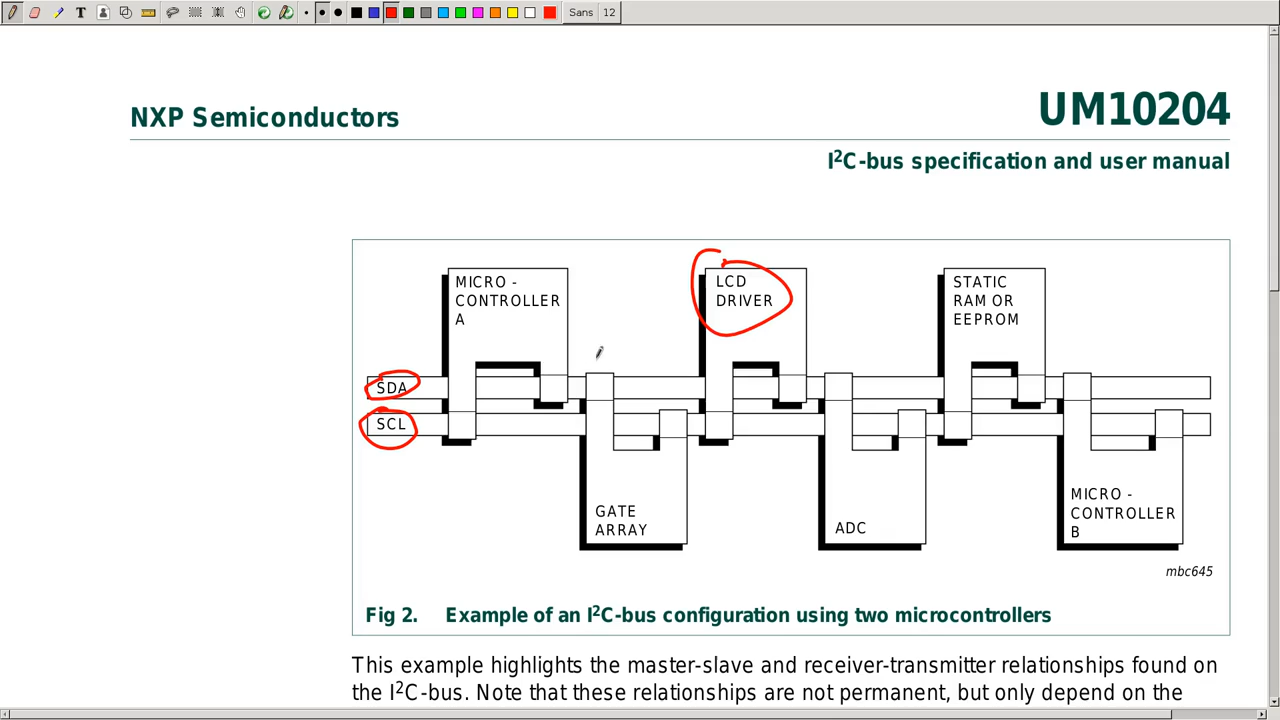 Sans 12
NXP Semiconductors
UM10204
I2C-bus specification and user manual
MICRO -
CONTROLLER
A
LCD
DRIVER
STATIC
RAM OR
EEPROM
SDA
SCL
GATE
ARRAY
ADC
MICRO -
CONTROLLER
B
mbc645
Fig 2. Example of an I2C-bus configuration using two microcontrollers
This example highlights the master-slave and receiver-transmitter relationships found on
the I2C-bus. Note that these relationships are not permanent, but only depend on the